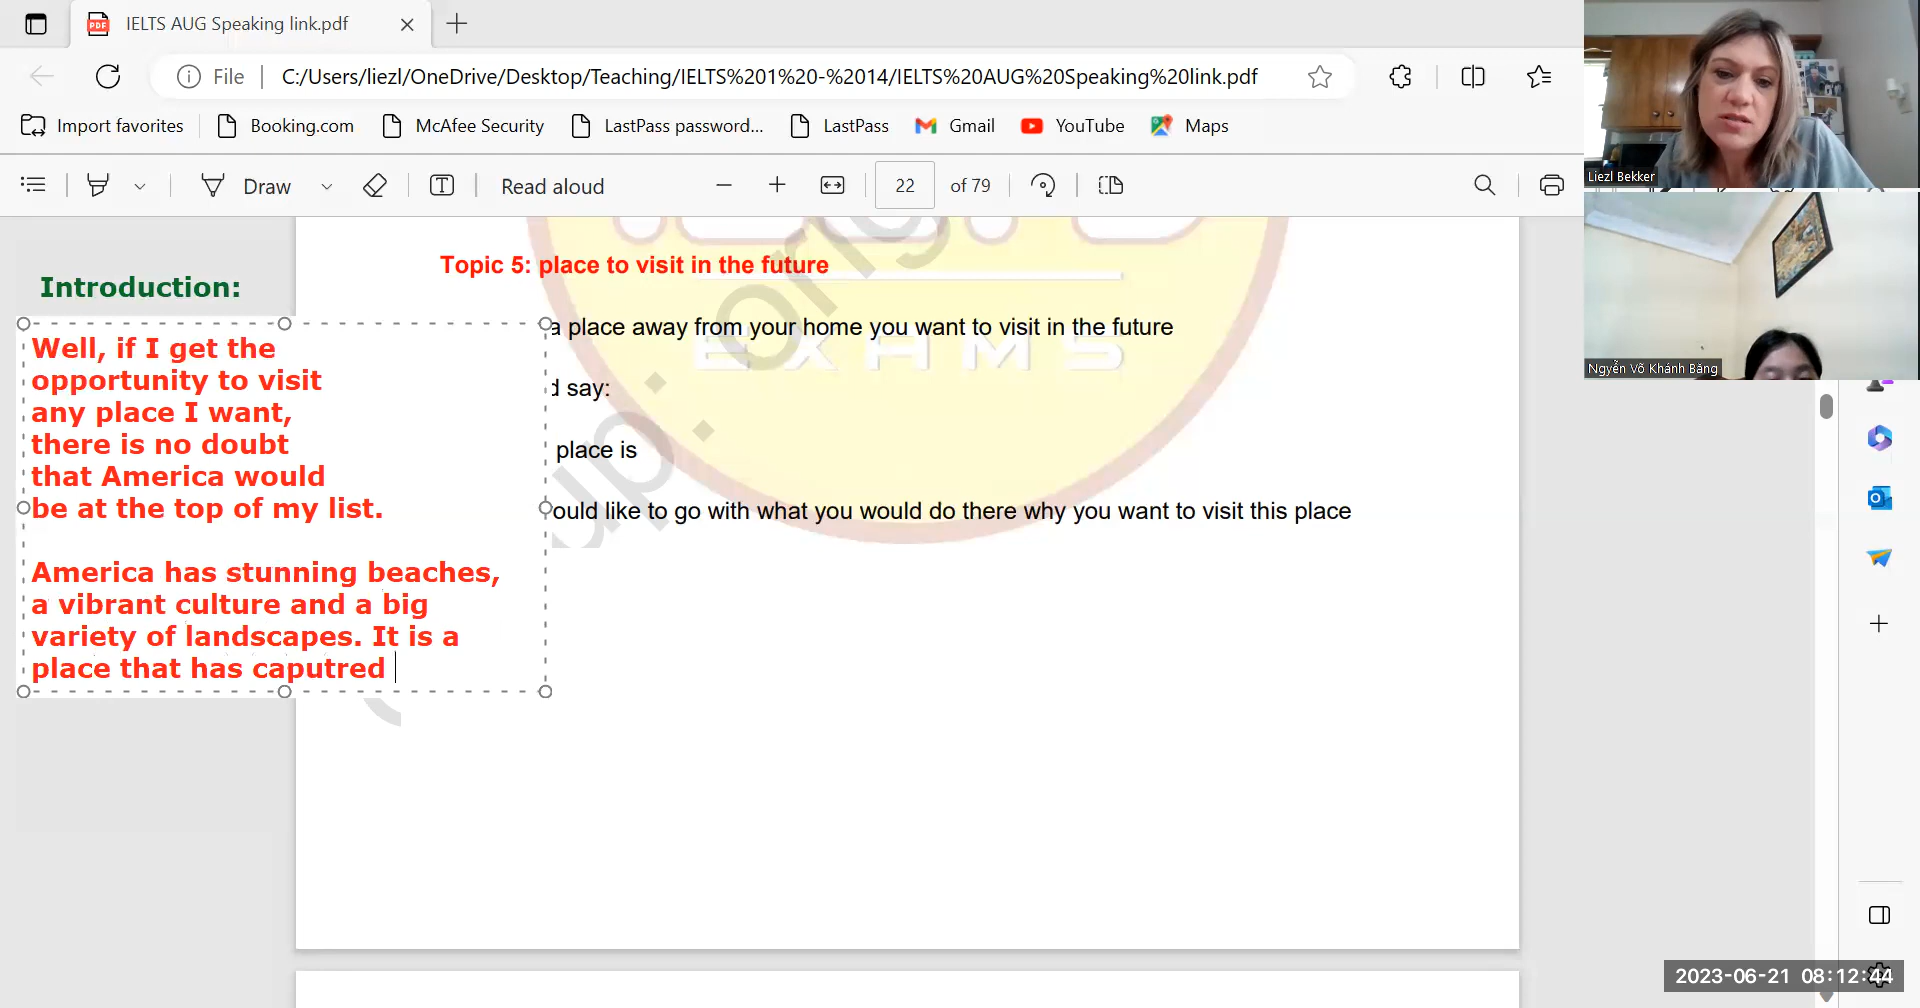 IELTS AUG Speaking link.pdf
File
C:/Users/liezl/OneDrive/Desktop/Teaching/IELTS%201%20-%2014/IELTS%20AUG%20Speaking%20link.pdf
Import favorites
Booking.com
McAfee Security
LastPass password...
LastPass
Gmail
YouTube
Maps
Draw
Read aloud
22
of 79
Liezl Bekker
Ngyễn Võ Khánh Băng
Topic 5: place to visit in the future
Introduction:
a place away from your home you want to visit in the future
EXAMS
d say:
place is
ould like to go with what you would do there why you want to visit this place
Well, if I get the
opportunity to visit
any place I want,
there is no doubt
that America would
be at the top of my list.
America has stunning beaches,
a vibrant culture and a big
variety of landscapes. It is a
place that has caputred
2023-06-21 08:12:44